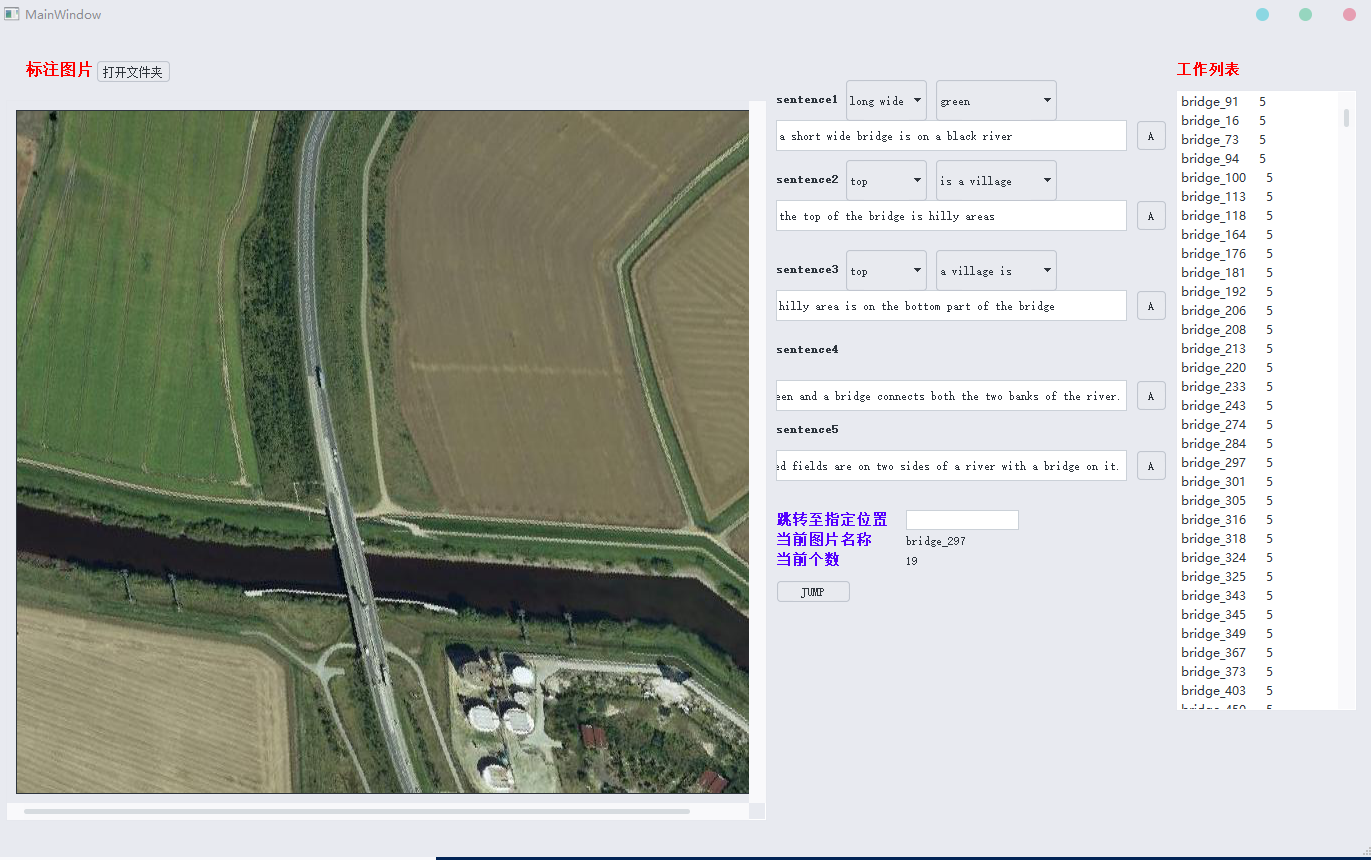 MainWindow
标注图片 打开文件夹
sentence1 long wide green
a short wide bridge is on a black river A
sentence2 top is a village
the top of the bridge is hilly areas A
sentence3 top a village is
hilly area is on the bottom part of the bridge A
sentence4
and a bridge connects both the two banks of the river. A
sentence5
fields are on two sides of a river with a bridge on it. A
跳转至指定位置
当前图片名称 bridge_297
当前个数 19
JUMP
工作列表
bridge_91 5
bridge_16 5
bridge_73 5
bridge_94 5
bridge_100 5
bridge_113 5
bridge_118 5
bridge_164 5
bridge_176 5
bridge_181 5
bridge_192 5
bridge_206 5
bridge_208 5
bridge_213 5
bridge_220 5
bridge_233 5
bridge_243 5
bridge_274 5
bridge_284 5
bridge_297 5
bridge_301 5
bridge_305 5
bridge_316 5
bridge_318 5
bridge_324 5
bridge_325 5
bridge_343 5
bridge_345 5
bridge_349 5
bridge_367 5
bridge_373 5
bridge_403 5